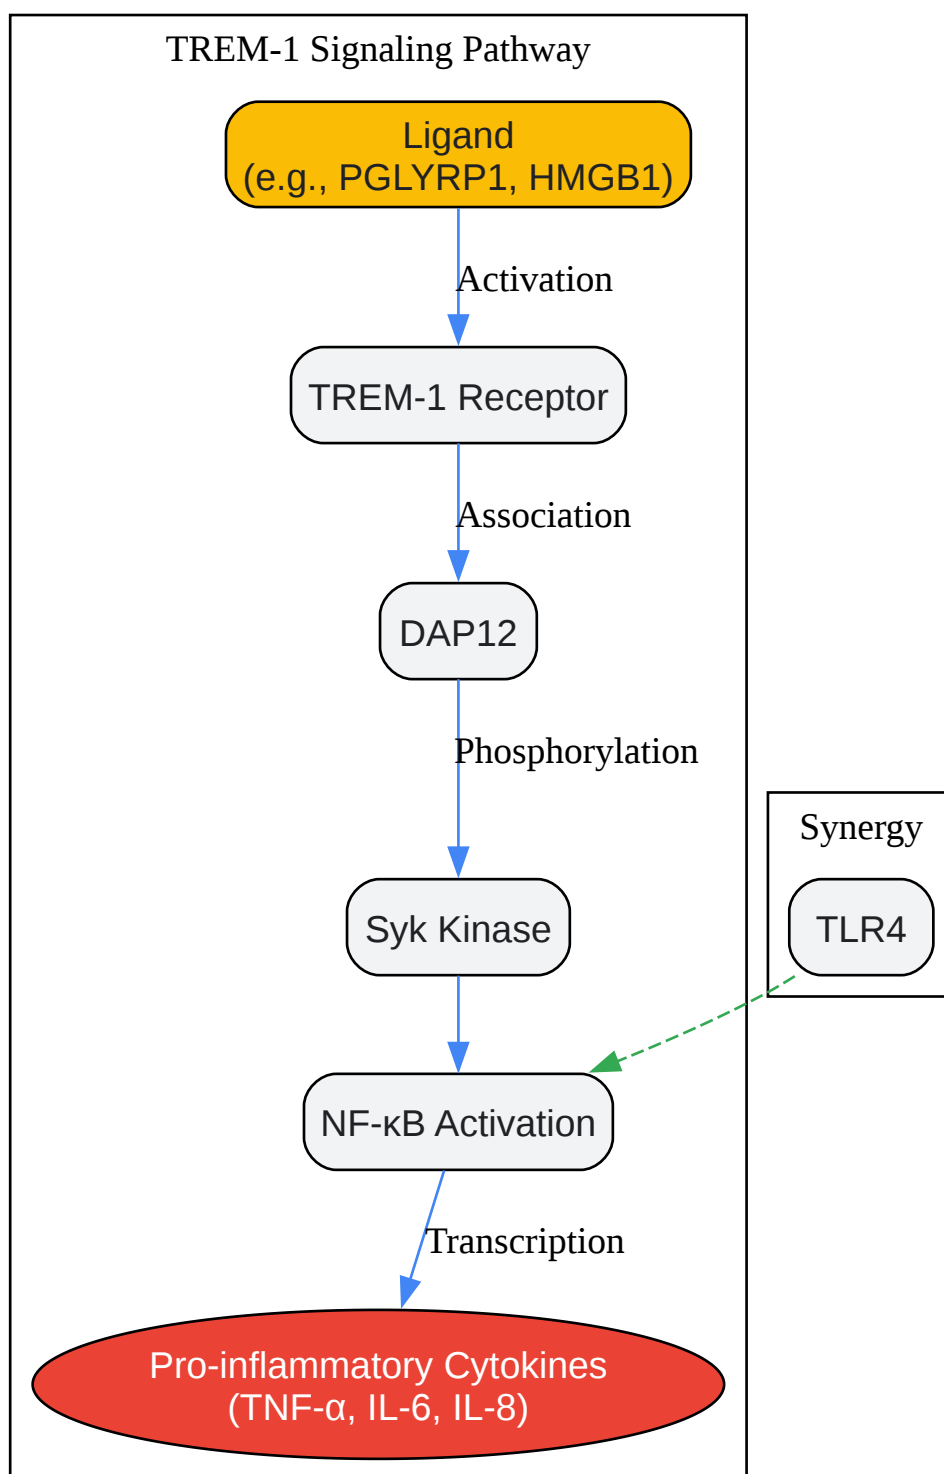 TREM-1 Signaling Pathway
Ligand
(e.g., PGLYRP1, HMGB1)
Activation
TREM-1 Receptor
Association
DAP12
Phosphorylation
Synergy
Syk Kinase
TLR4
NF-κB Activation
Transcription
Pro-inflammatory Cytokines
(TNF-α, IL-6, IL-8)